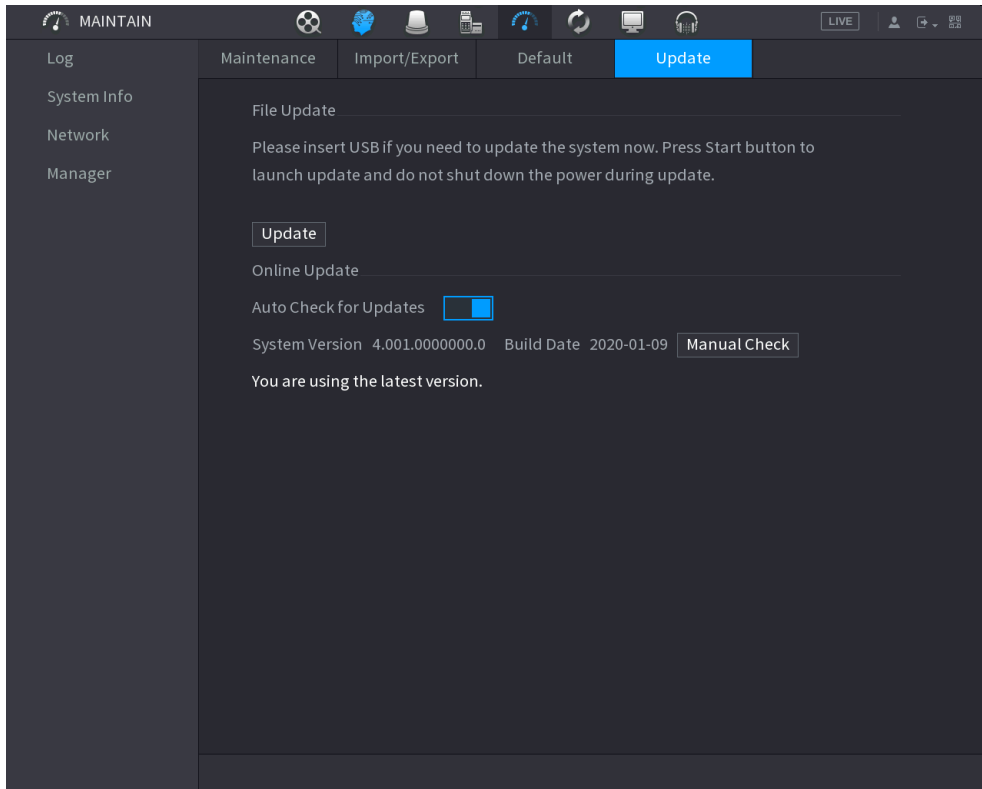 MAINTAIN
LIVE
Log
System Info
Network
Manager
Maintenance Import/Export Default Update
File Update
Please insert USB if you need to update the system now. Press Start button to
launch update and do not shut down the power during update.
Update
Online Update
Auto Check for Updates
System Version 4.001.0000000.0 Build Date 2020-01-09 Manual Check
You are using the latest version.